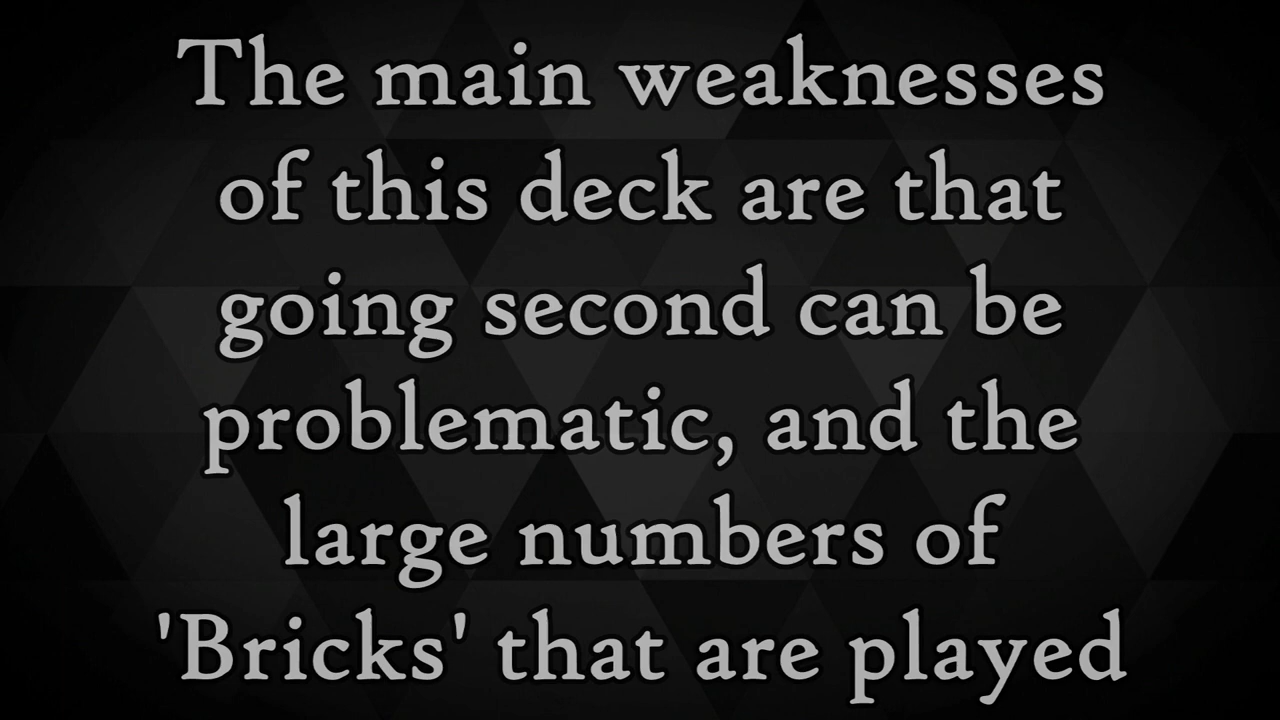 The main weaknesses
of this deck are that
going second can be
problematic, and the
large numbers of
'Bricks' that are played